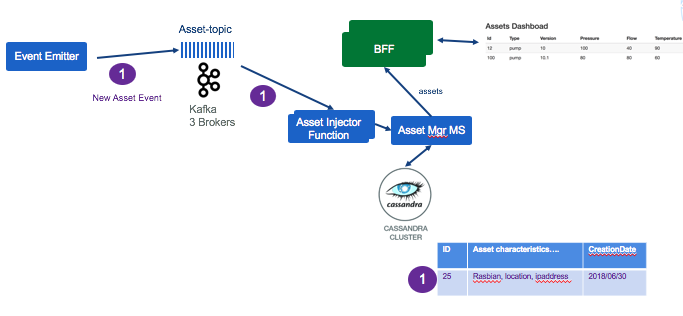 Assets Dashboad
Id Type Version Pressure Flow Temperature
12 pump 10 100 43 90
100 pump 10.1 80 80 60
Asset-topic
BFF
Event Emitter
1
New Asset Event
Kafka
3 Brokers
1
assets
Asset Injector
Function
Asset Mgr MS
cassandra
CASSANDRA
CLUSTER
ID Asset characteristics.... CreationDate
1
25 Rasbian, location, ipaddress 2018/06/30